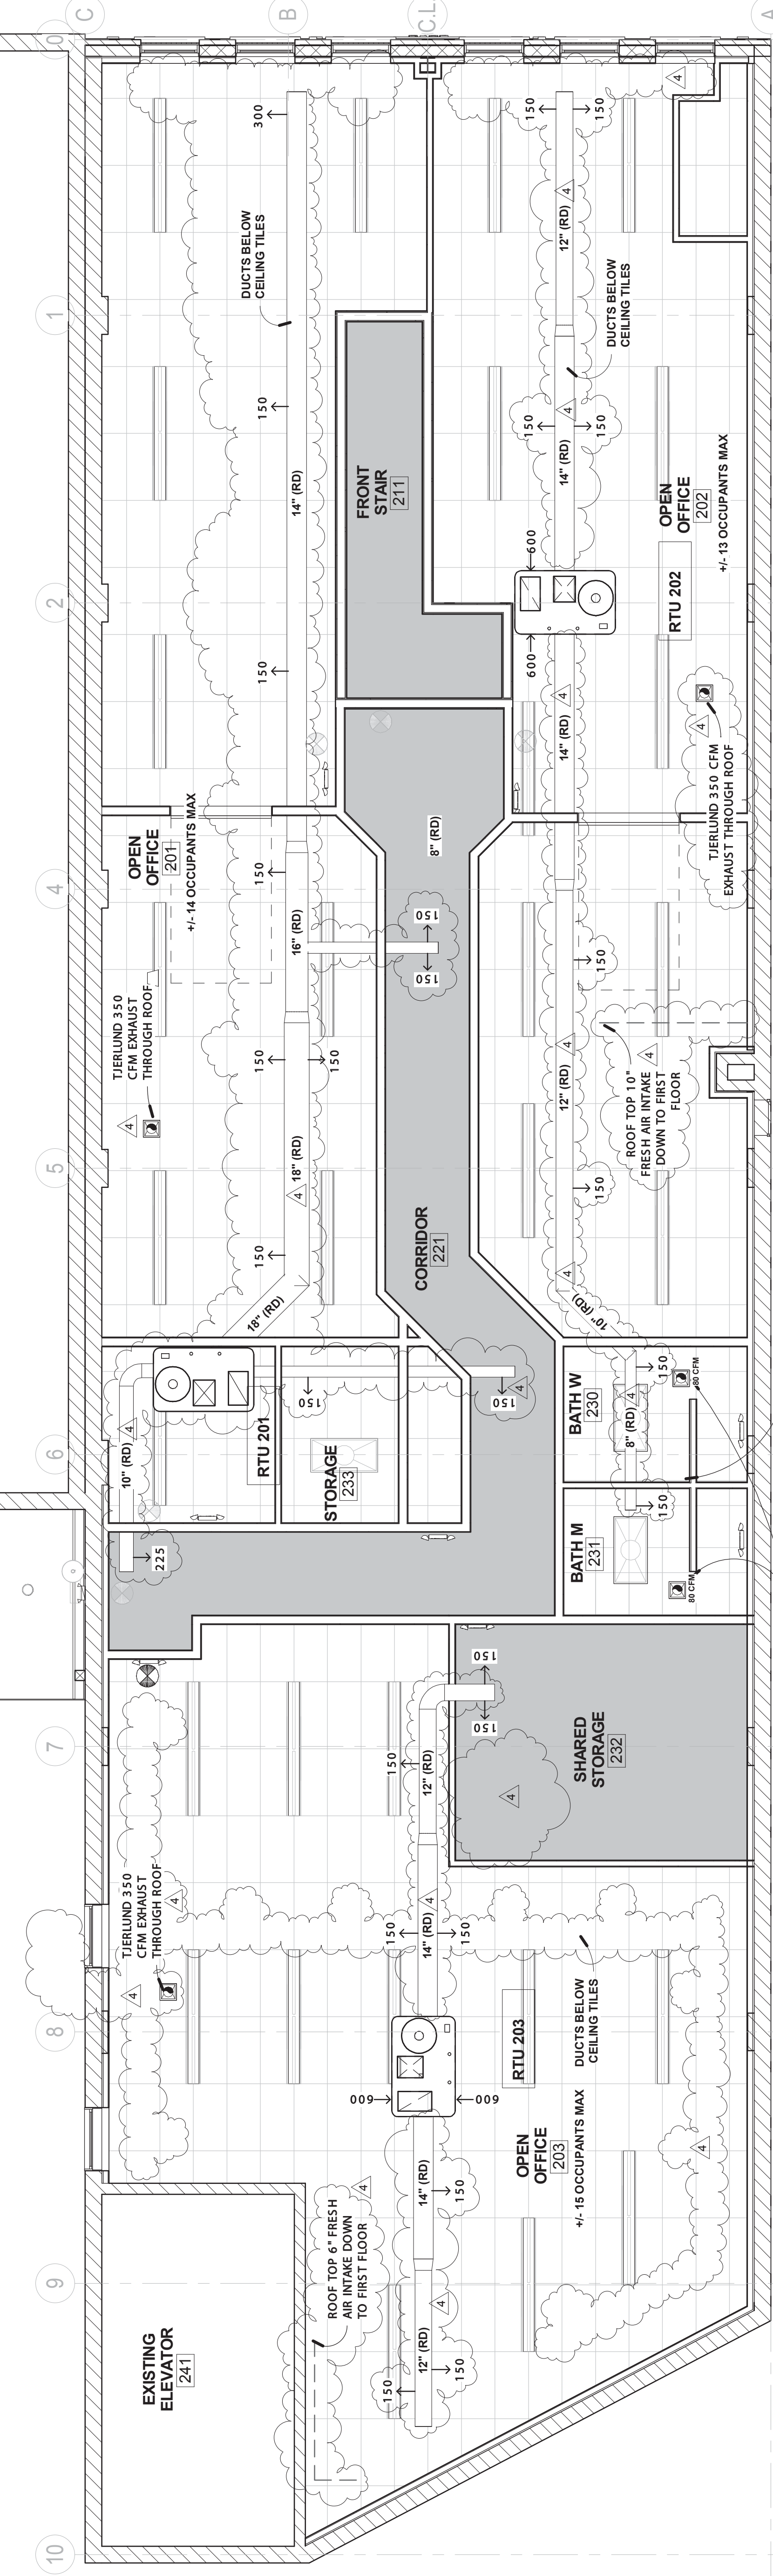 C
B
C.L.
A
0
4
300
150
150
4
12" (RD)
DUCTS BELOW
CEILING TILES
DUCTS BELOW
CEILING TILES
1
150
4
150
150
14" (RD)
14" (RD)
FRONT
STAIR
211
OPEN
OFFICE
202
+/- 13 OCCUPANTS MAX
600
2
RTU 202
600
150
4
14" (RD)
4
TJERLUND 350 CFM
EXHAUST THROUGH ROOF
OPEN
OFFICE
201
+/- 14 OCCUPANTS MAX
8" (RD)
4
150
16" (RD)
150
150
150
TJERLUND 350
CFM EXHAUST
THROUGH ROOF
4
150
150
4
12" (RD)
4
ROOF TOP 10"
FRESH AIR INTAKE
DOWN TO FIRST
FLOOR
5
18" (RD)
4
150
150
CORRIDOR
221
4
18" (RD)
10" (RD)
150
150
4
BATH W
230
4
8" (RD)
150
80 CFM
6
10" (RD)
4
RTU 201
STORAGE
233
150
225
BATH M
231
80 CFM
150
150
7
150
12" (RD)
SHARED
STORAGE
232
4
TJERLUND 350
CFM EXHAUST
THROUGH ROOF
4
4
150
14" (RD)
4
150
8
RTU 203
DUCTS BELOW
CEILING TILES
600
600
OPEN
OFFICE
203
+/- 15 OCCUPANTS MAX
4
14" (RD)
150
4
ROOF TOP 6" FRESH
AIR INTAKE DOWN
TO FIRST FLOOR
9
4
12" (RD)
150
150
EXISTING
ELEVATOR
241
10